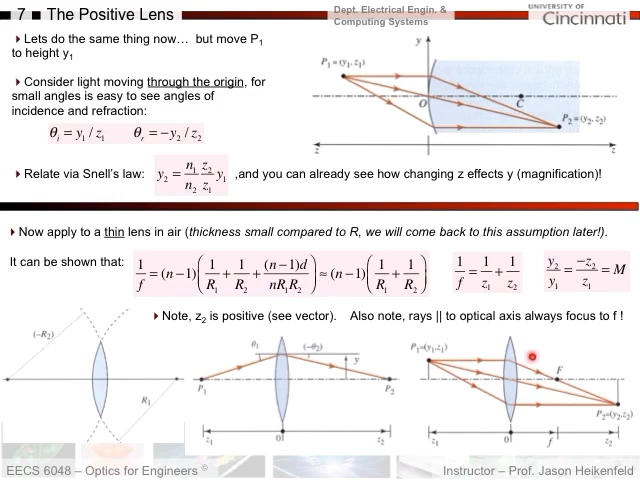 7 ■ The Positive Lens
Dept. Electrical Engin. &
Computing Systems
UNIVERSITY OF
Cincinnati
Lets do the same thing now… but move P1
to height y1
Consider light moving through the origin, for
small angles is easy to see angles of
incidence and refraction:
θi = y1 / z1 θr = −y2 / z2
y
P1 = (y1, z1)
O
C
P2 = (y2, z2)
z
z
Relate via Snell's law: y2 = n1/n2 z2/z1 y1 ,and you can already see how changing z effects y (magnification)!
Now apply to a thin lens in air (thickness small compared to R, we will come back to this assumption later!).
It can be shown that: 1/f = (n−1)(1/R1 + 1/R2 + (n−1)d/nR1R2) ≈ (n−1)(1/R1 + 1/R2) 1/f = 1/z1 + 1/z2 y2/y1 = −z2/z1 = M
Note, z2 is positive (see vector). Also note, rays || to optical axis always focus to f !
(−R2)
R1
θ1
(−θ2)
y
P1
P2
z1
0
z2
P1=(y1,z1)
F
P2=(y2,z2)
z1
0
f
z2
EECS 6048 – Optics for Engineers ©
Instructor – Prof. Jason Heikenfeld